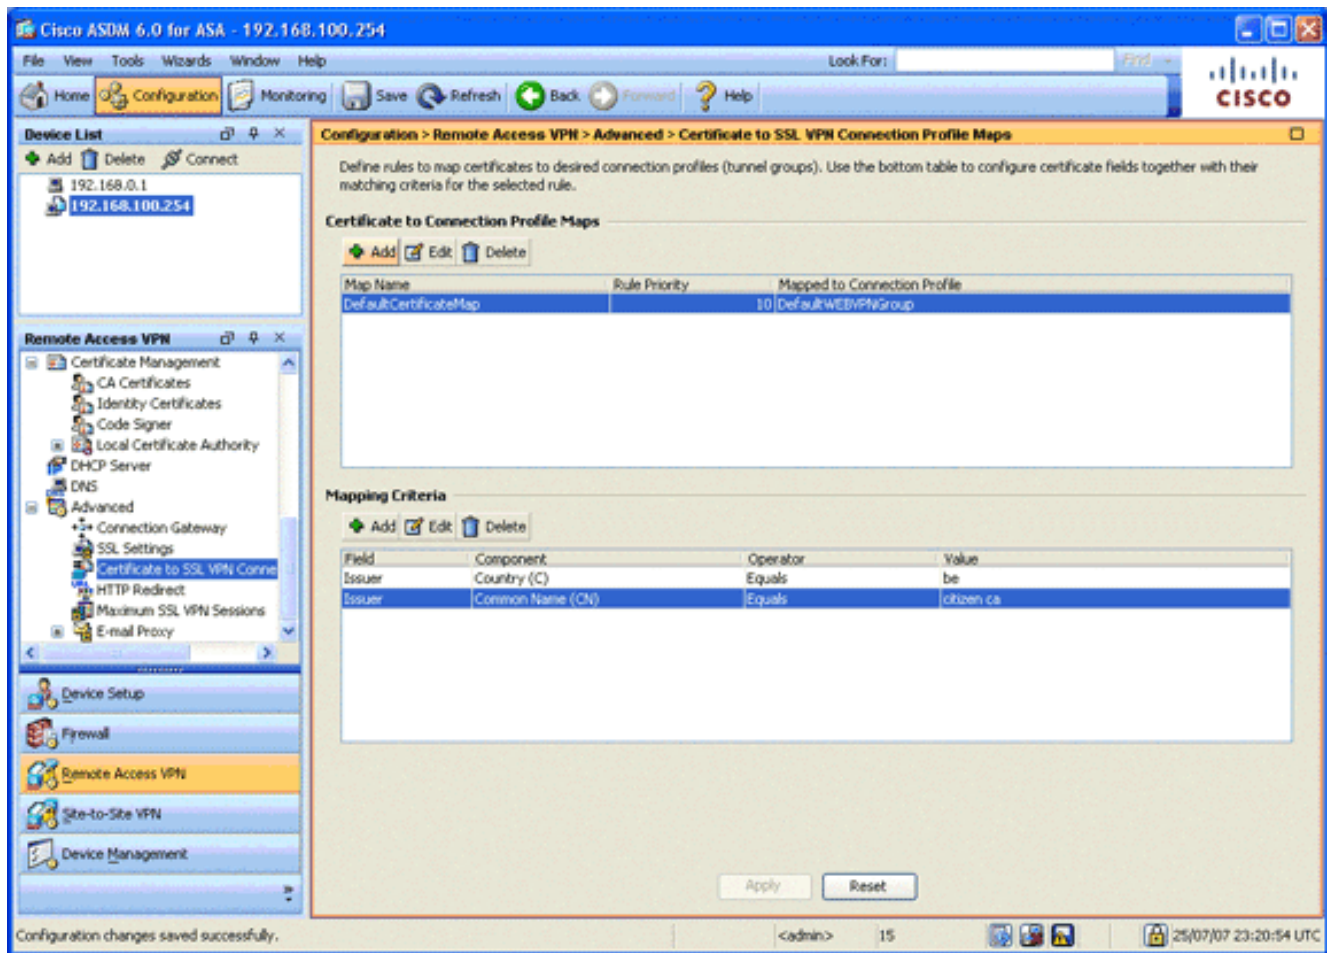 Cisco ASDM 6.0 for ASA - 192.168.100.254
File View Tools Wizards Window Help Look For: Find
Home Configuration Monitoring Save Refresh Back Forward Help
CISCO
Device List
Add Delete Connect
192.168.0.1
192.168.100.254
Remote Access VPN
Certificate Management
CA Certificates
Identity Certificates
Code Signer
Local Certificate Authority
DHCP Server
DNS
Advanced
Connection Gateway
SSL Settings
Certificate to SSL VPN Conne
HTTP Redirect
Maximum SSL VPN Sessions
E-mail Proxy
Device Setup
Firewall
Remote Access VPN
Site-to-Site VPN
Device Management
Configuration > Remote Access VPN > Advanced > Certificate to SSL VPN Connection Profile Maps
Define rules to map certificates to desired connection profiles (tunnel groups). Use the bottom table to configure certificate fields together with their
matching criteria for the selected rule.
Certificate to Connection Profile Maps
Add Edit Delete
Map Name Rule Priority Mapped to Connection Profile
DefaultCertificateMap 10 DefaultWEBVPNGroup
Mapping Criteria
Add Edit Delete
Field Component Operator Value
Issuer Country (C) Equals be
Issuer Common Name (CN) Equals citizen ca
Apply Reset
Configuration changes saved successfully. <admin> 15 25/07/07 23:20:54 UTC